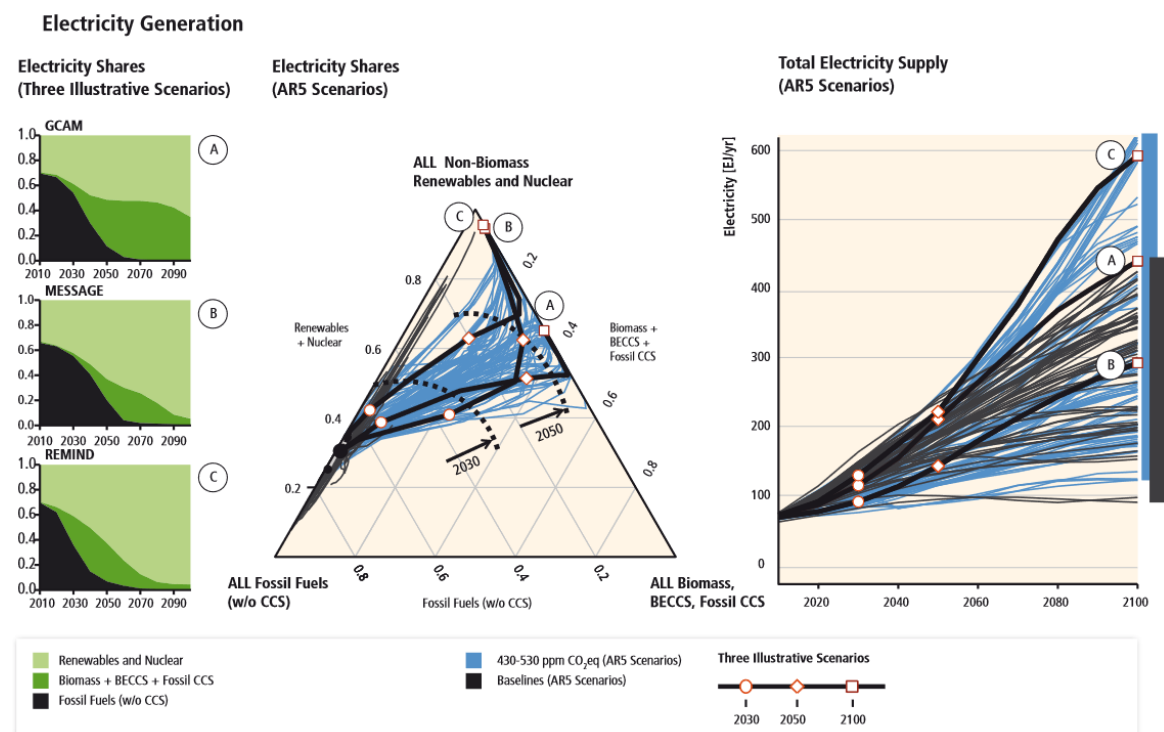 Electricity Generation
Electricity Shares
(Three Illustrative Scenarios)
GCAM
A
1.0
0.8
0.6
0.4
0.2
0.0
2010 2030 2050 2070 2090
MESSAGE
B
1.0
0.8
0.6
0.4
0.2
0.0
2010 2030 2050 2070 2090
REMIND
C
1.0
0.8
0.6
0.4
0.2
0.0
2010 2030 2050 2070 2090
Electricity Shares
(AR5 Scenarios)
ALL Non-Biomass
Renewables and Nuclear
C
B
A
0.8
0.6
0.4
0.2
Renewables
+ Nuclear
0.2
0.4
0.6
0.8
Biomass +
BECCS +
Fossil CCS
2030
2050
0.8
0.6
0.4
0.2
ALL Fossil Fuels
(w/o CCS)
Fossil Fuels (w/o CCS)
ALL Biomass,
BECCS, Fossil CCS
Total Electricity Supply
(AR5 Scenarios)
Electricity [EJ/yr)
600
500
400
300
200
100
0
C
A
B
2020 2040 2060 2080 2100
Renewables and Nuclear
Biomass + BECCS + Fossil CCS
Fossil Fuels (w/o CCS)
430-530 ppm CO₂eq (AR5 Scenarios)
Baselines (AR5 Scenarios)
Three Illustrative Scenarios
2030 2050 2100